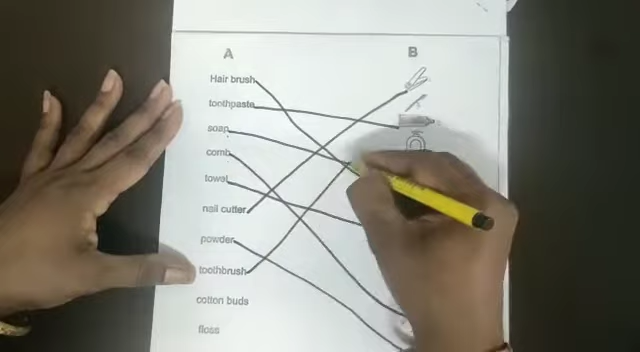 A
B
Hair brush
toothpaste
soap
comb
towel
nail cutter
powder
toothbrush
cotton buds
floss